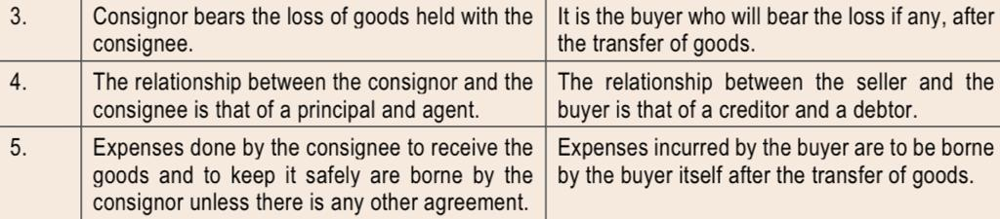 3.
Consignor bears the loss of goods held with the
consignee.
It is the buyer who will bear the loss if any, after
the transfer of goods.
4.
The relationship between the consignor and the
consignee is that of a principal and agent.
The relationship between the seller and the
buyer is that of a creditor and a debtor.
5.
Expenses done by the consignee to receive the
goods and to keep it safely are borne by the
consignor unless there is any other agreement.
Expenses incurred by the buyer are to be borne
by the buyer itself after the transfer of goods.